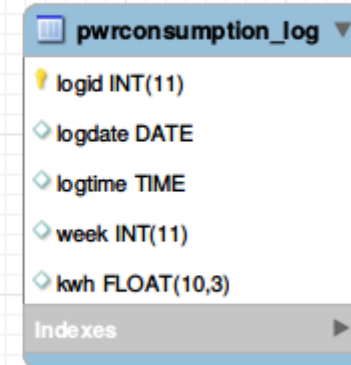 pwrconsumption_log
logid INT(11)
logdate DATE
logtime TIME
week INT(11)
kwh FLOAT(10,3)
Indexes